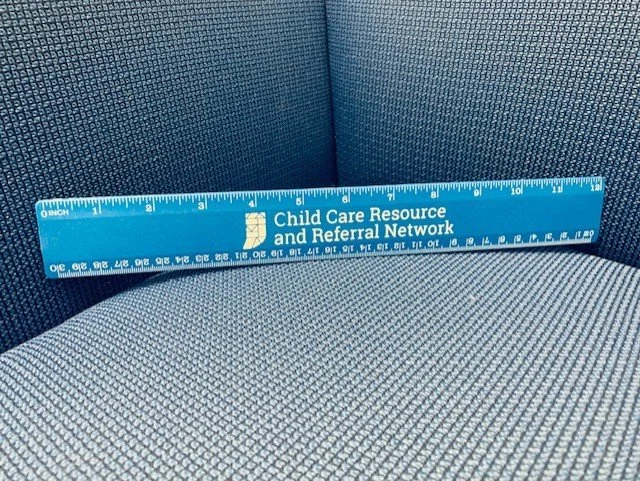 0 INCH 1 2 3 4 5 6 7 8 9 10 11 12
Child Care Resource
and Referral Network
30 29 28 27 26 25 24 23 22 21 20 19 18 17 16 15 14 13 12 11 10 9 8 7 6 5 4 3 2 1 0